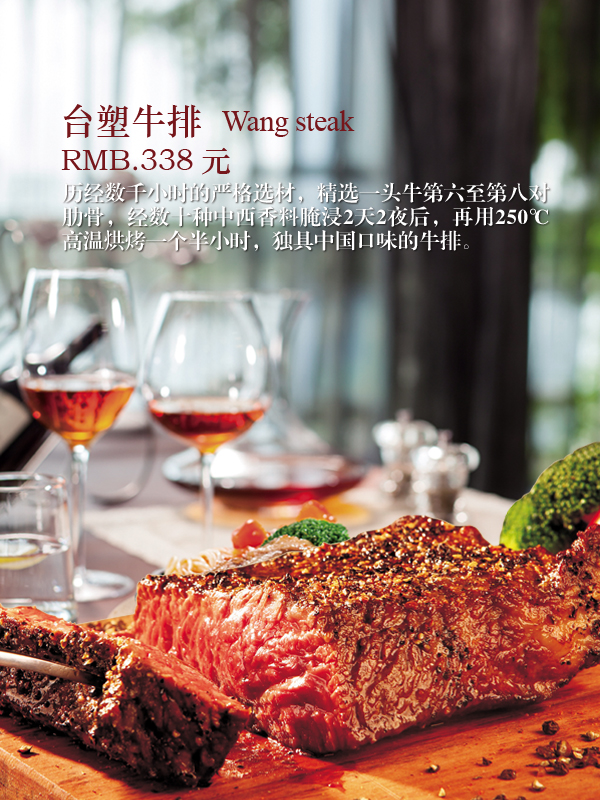 台塑牛排 Wang steak
RMB.338 元
历经数千小时的严格选材，精选一头牛第六至第八对
肋骨，经数十种中西香料腌浸2天2夜后，再用250℃
高温烘烤一个半小时，独具中国口味的牛排。